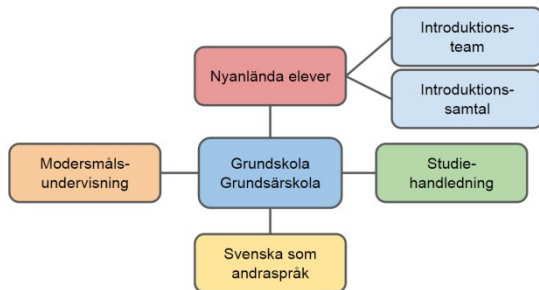 Introduktions-
team
Nyanlända elever
Introduktions-
samtal
Modersmåls-
undervisning
Grundskola
Grundsärskola
Studie-
handledning
Svenska som
andraspråk